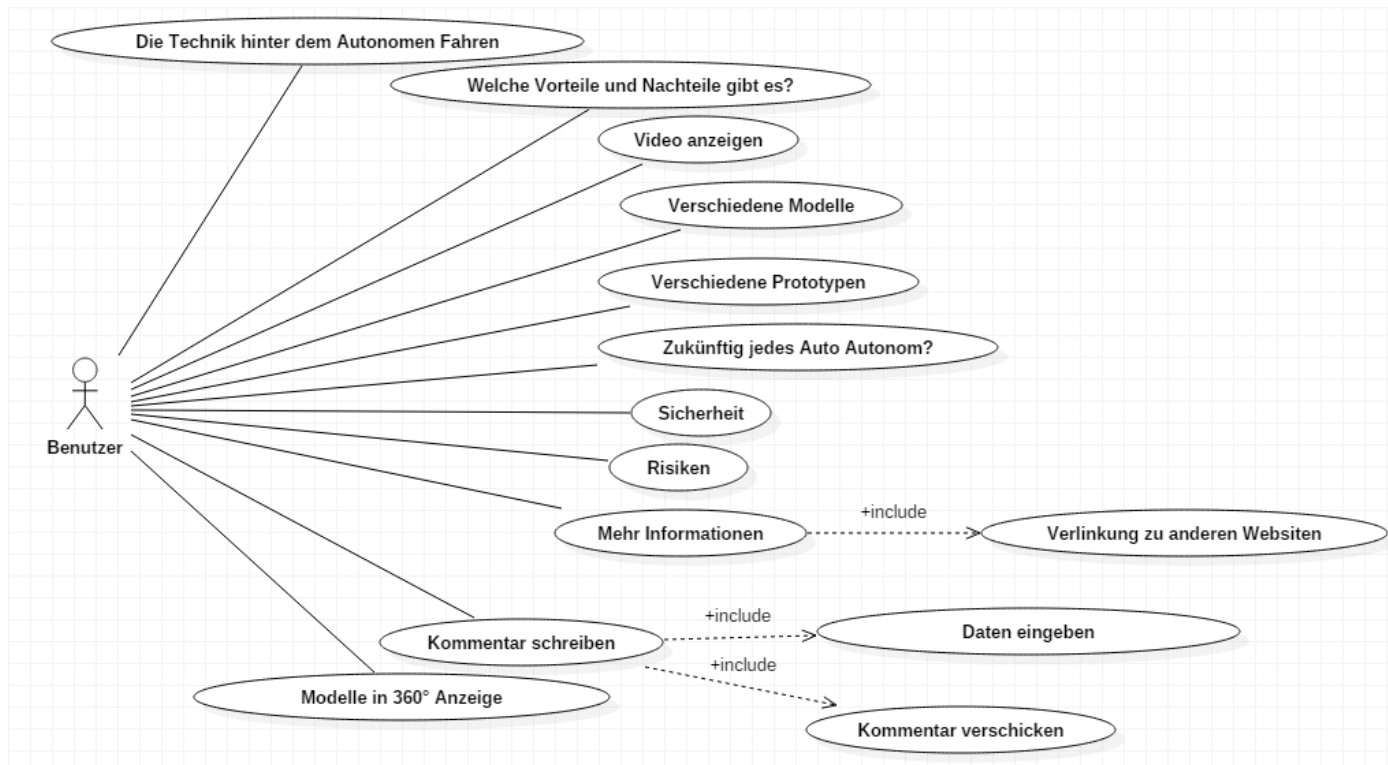 Die Technik hinter dem Autonomen Fahren
Welche Vorteile und Nachteile gibt es?
Video anzeigen
Verschiedene Modelle
Verschiedene Prototypen
Zukünftig jedes Auto Autonom?
Sicherheit
Benutzer
Risiken
+include
Mehr Informationen
Verlinkung zu anderen Websiten
+include
Daten eingeben
Kommentar schreiben
+include
Modelle in 360° Anzeige
Kommentar verschicken